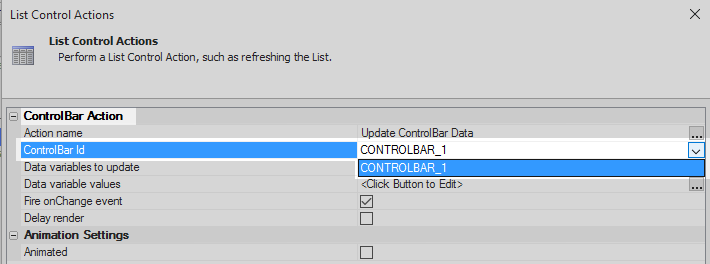 List Control Actions
List Control Actions
Perform a List Control Action, such as refreshing the List.
ControlBar Action
Action name Update ControlBar Data ...
ControlBar Id CONTROLBAR_1
Data variables to update CONTROLBAR_1
Data variable values <Click Button to Edit> ...
Fire onChange event
Delay render
Animation Settings
Animated